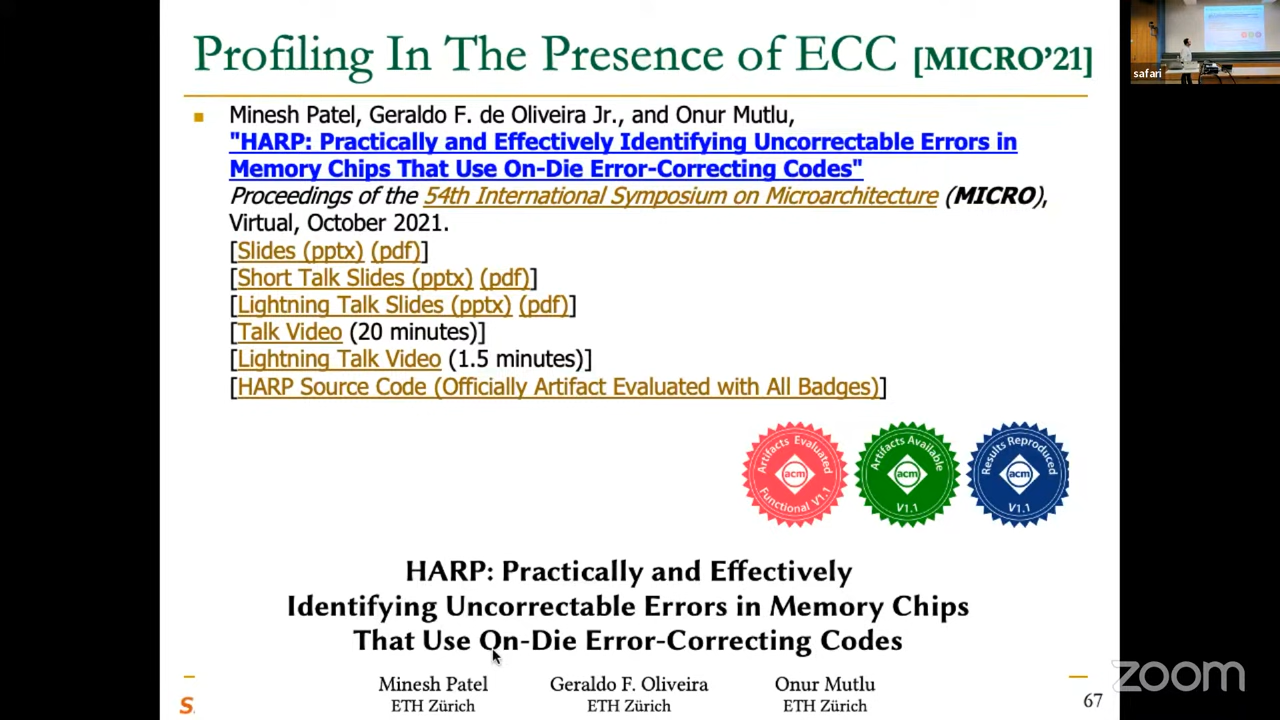 Profiling In The Presence of ECC [MICRO'21]
safari
Minesh Patel, Geraldo F. de Oliveira Jr., and Onur Mutlu,
"HARP: Practically and Effectively Identifying Uncorrectable Errors in
Memory Chips That Use On-Die Error-Correcting Codes"
Proceedings of the 54th International Symposium on Microarchitecture (MICRO),
Virtual, October 2021.
[Slides (pptx) (pdf)]
[Short Talk Slides (pptx) (pdf)]
[Lightning Talk Slides (pptx) (pdf)]
[Talk Video (20 minutes)]
[Lightning Talk Video (1.5 minutes)]
[HARP Source Code (Officially Artifact Evaluated with All Badges)]
Artifacts Evaluated
acm
Functional V1.1
Artifacts Available
acm
V1.1
Results Reproduced
acm
V1.1
HARP: Practically and Effectively
Identifying Uncorrectable Errors in Memory Chips
That Use On-Die Error-Correcting Codes
Minesh Patel Geraldo F. Oliveira Onur Mutlu
ETH Zürich ETH Zürich ETH Zürich
S
67
zoom